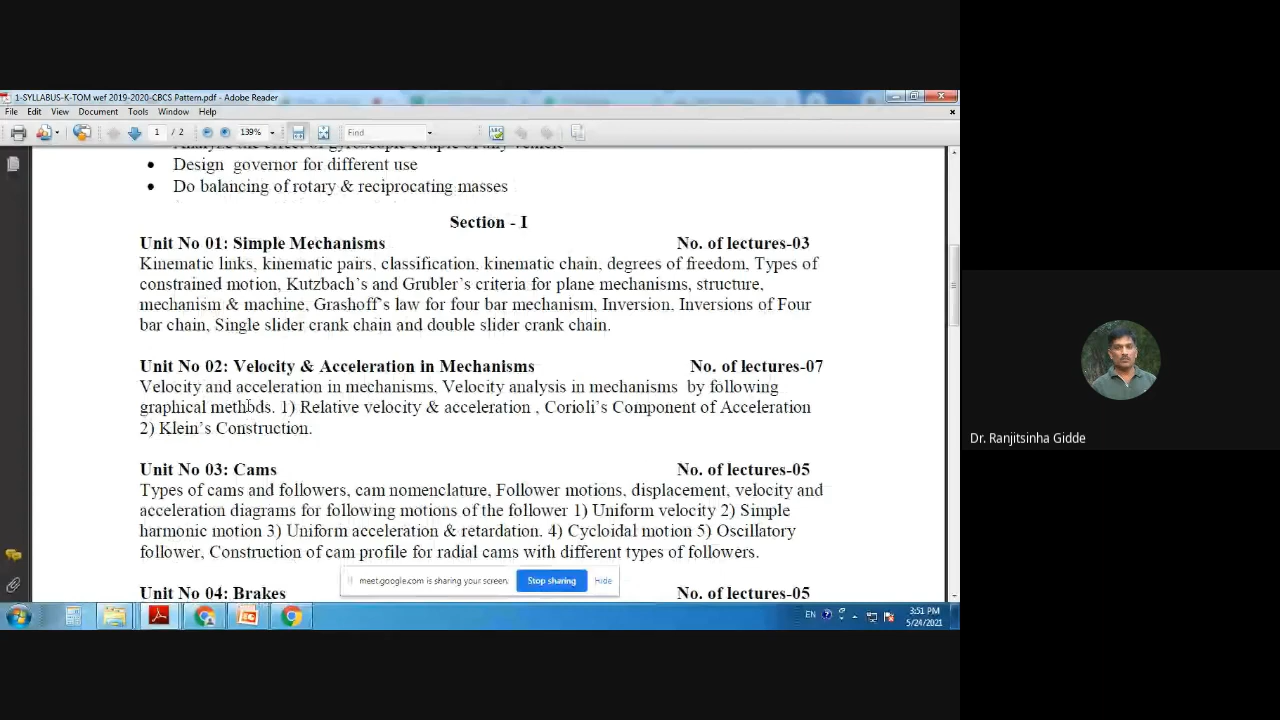 1-SYLLABUS-K-TOM wef 2019-2020-CBCS Pattern.pdf - Adobe Reader
File Edit View Document Tools Window Help
1 / 2 139% Find
Analyze the effect of gyroscopic couple of any vehicle
• Design governor for different use
• Do balancing of rotary & reciprocating masses
Section - I
Unit No 01: Simple Mechanisms No. of lectures-03
Kinematic links, kinematic pairs, classification, kinematic chain, degrees of freedom, Types of
constrained motion, Kutzbach's and Grubler's criteria for plane mechanisms, structure,
mechanism & machine, Grashoff's law for four bar mechanism, Inversion, Inversions of Four
bar chain, Single slider crank chain and double slider crank chain.
Unit No 02: Velocity & Acceleration in Mechanisms No. of lectures-07
Velocity and acceleration in mechanisms, Velocity analysis in mechanisms by following
graphical methods. 1) Relative velocity & acceleration , Corioli's Component of Acceleration
2) Klein's Construction.
Unit No 03: Cams No. of lectures-05
Types of cams and followers, cam nomenclature, Follower motions, displacement, velocity and
acceleration diagrams for following motions of the follower 1) Uniform velocity 2) Simple
harmonic motion 3) Uniform acceleration & retardation. 4) Cycloidal motion 5) Oscillatory
follower, Construction of cam profile for radial cams with different types of followers.
meet.google.com is sharing your screen. Stop sharing Hide
Unit No 04: Brakes No. of lectures-05
EN 3:51 PM
5/24/2021
Dr. Ranjitsinha Gidde